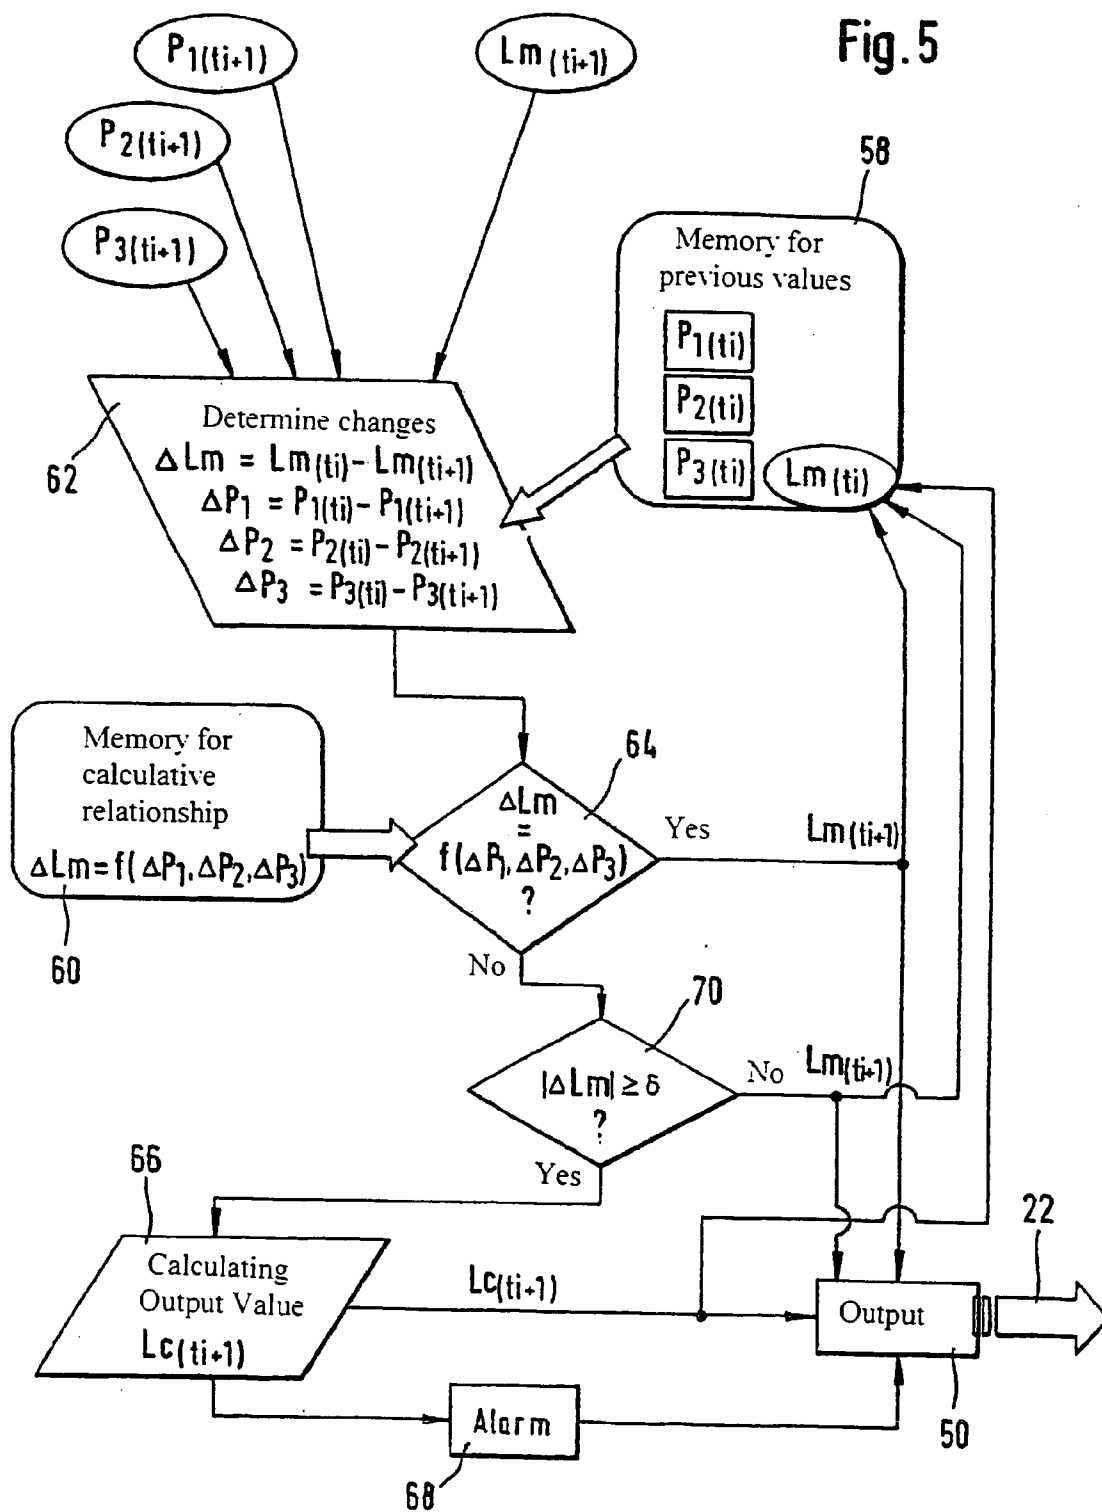 Fig. 5
P1(ti+1)
Lm(ti+1)
P2(ti+1)
P3(ti+1)
58
Memory for
previous values
P1(ti)
P2(ti)
P3(ti)
Lm(ti)
62
Determine changes
ΔLm = Lm(ti) - Lm(ti+1)
ΔP1 = P1(ti) - P1(ti+1)
ΔP2 = P2(ti) - P2(ti+1)
ΔP3 = P3(ti) - P3(ti+1)
Memory for
calculative
relationship
ΔLm = f(ΔP1, ΔP2, ΔP3)
60
64
ΔLm
=
f(ΔP1, ΔP2, ΔP3)
?
Yes
Lm(ti+1)
No
70
|ΔLm| ≥ δ
?
No
Lm(ti+1)
Yes
66
Calculating
Output Value
Lc(ti+1)
Lc(ti+1)
Output
22
50
Alarm
68